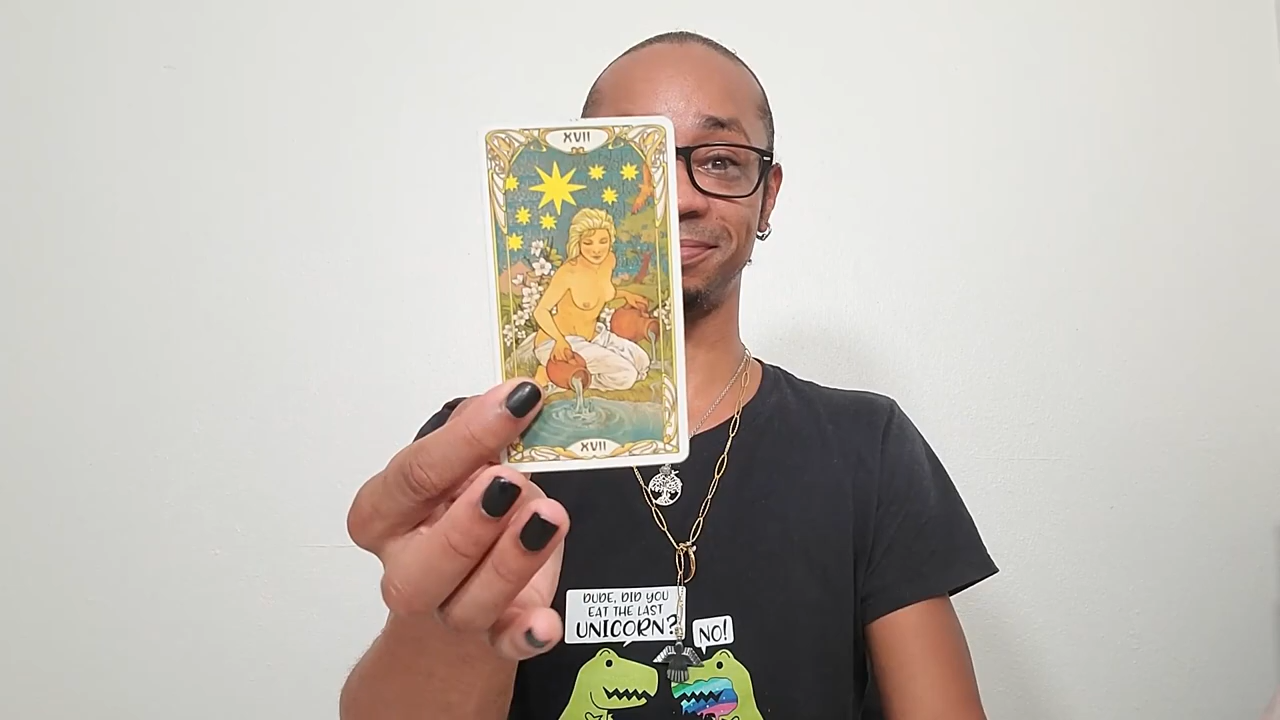 XVII
XVII
DUDE, DID YOU
EAT THE LAST
UNICORN?
NO!